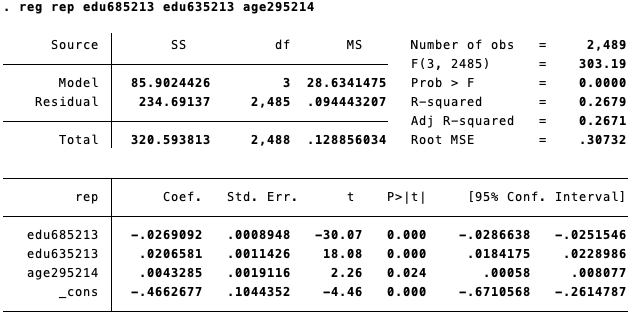 . reg rep edu685213 edu635213 age295214
Source SS df MS Number of obs = 2,489
F(3, 2485) = 303.19
Model 85.9024426 3 28.6341475 Prob > F = 0.0000
Residual 234.69137 2,485 .094443207 R-squared = 0.2679
Adj R-squared = 0.2671
Total 320.593813 2,488 .128856034 Root MSE = .30732
rep Coef. Std. Err. t P>|t| [95% Conf. Interval]
edu685213 -.0269092 .0008948 -30.07 0.000 -.0286638 -.0251546
edu635213 .0206581 .0011426 18.08 0.000 .0184175 .0228986
age295214 .0043285 .0019116 2.26 0.024 .00058 .008077
_cons -.4662677 .1044352 -4.46 0.000 -.6710568 -.2614787